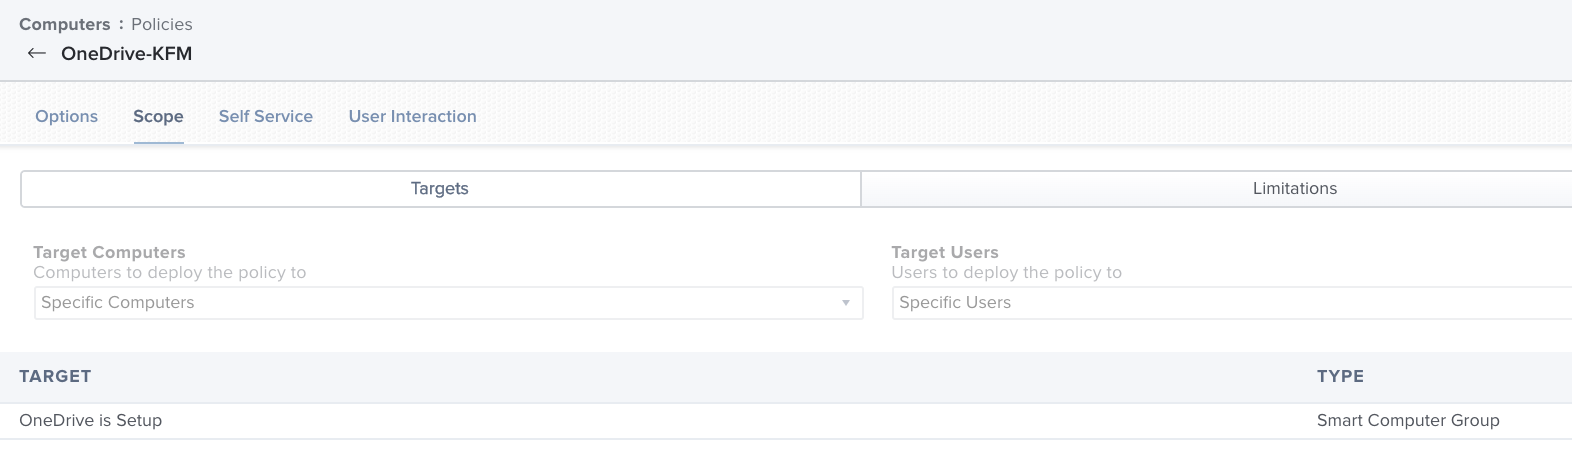 Computers : Policies
← OneDrive-KFM
Options Scope Self Service User Interaction
Targets Limitations
Target Computers Target Users
Computers to deploy the policy to Users to deploy the policy to
Specific Computers Specific Users
TARGET TYPE
OneDrive is Setup Smart Computer Group